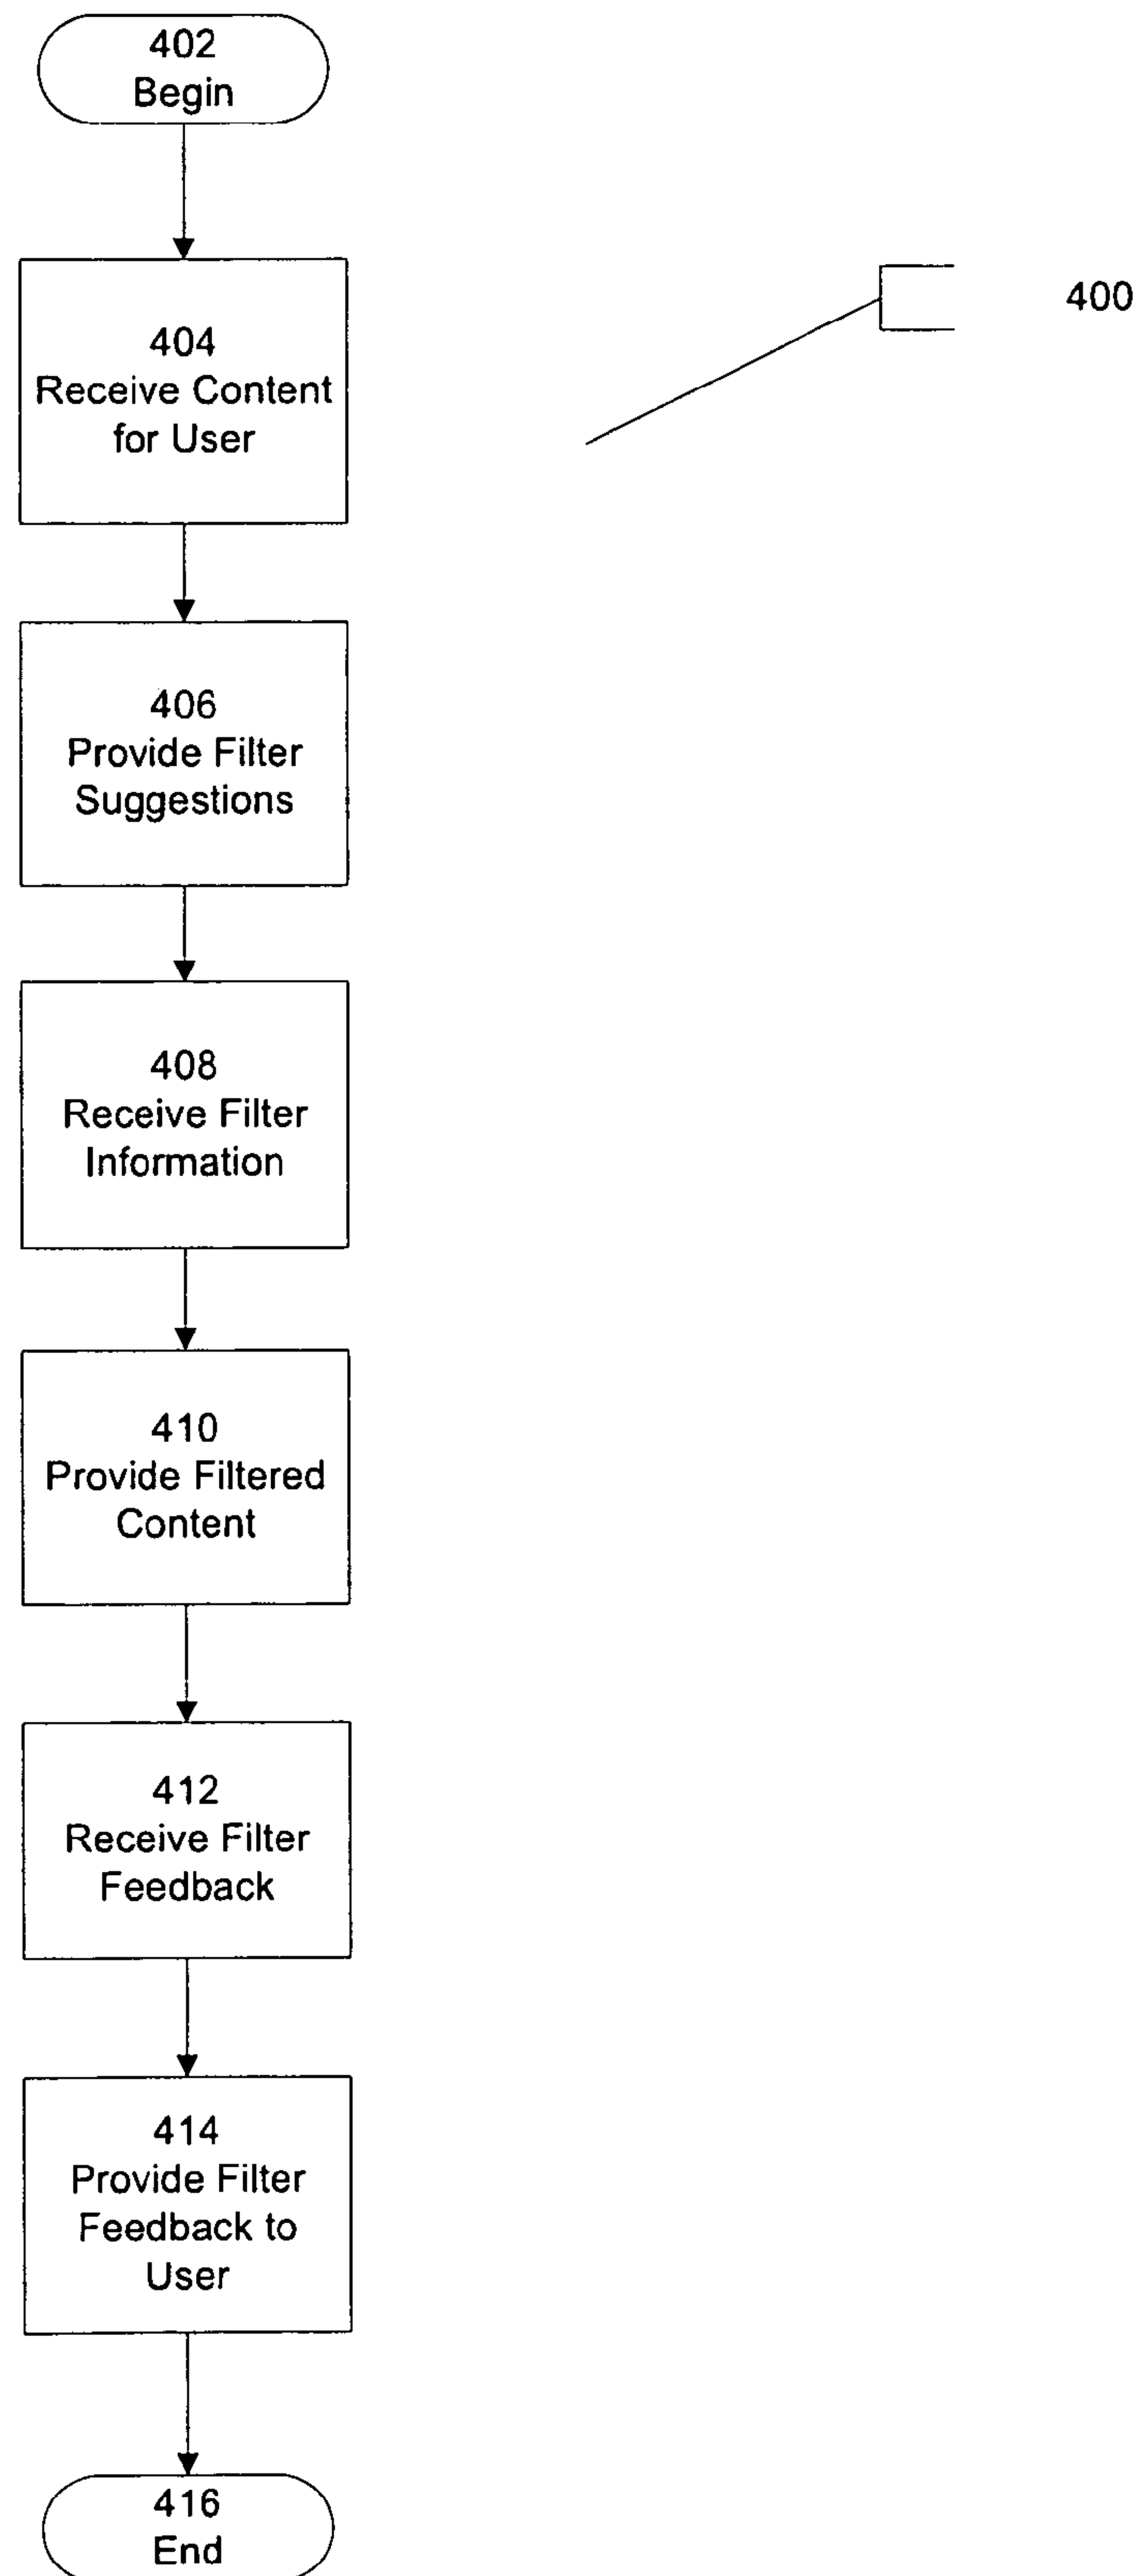 402
Begin
404
Receive Content
for User
400
406
Provide Filter
Suggestions
408
Receive Filter
Information
410
Provide Filtered
Content
412
Receive Filter
Feedback
414
Provide Filter
Feedback to
User
416
End